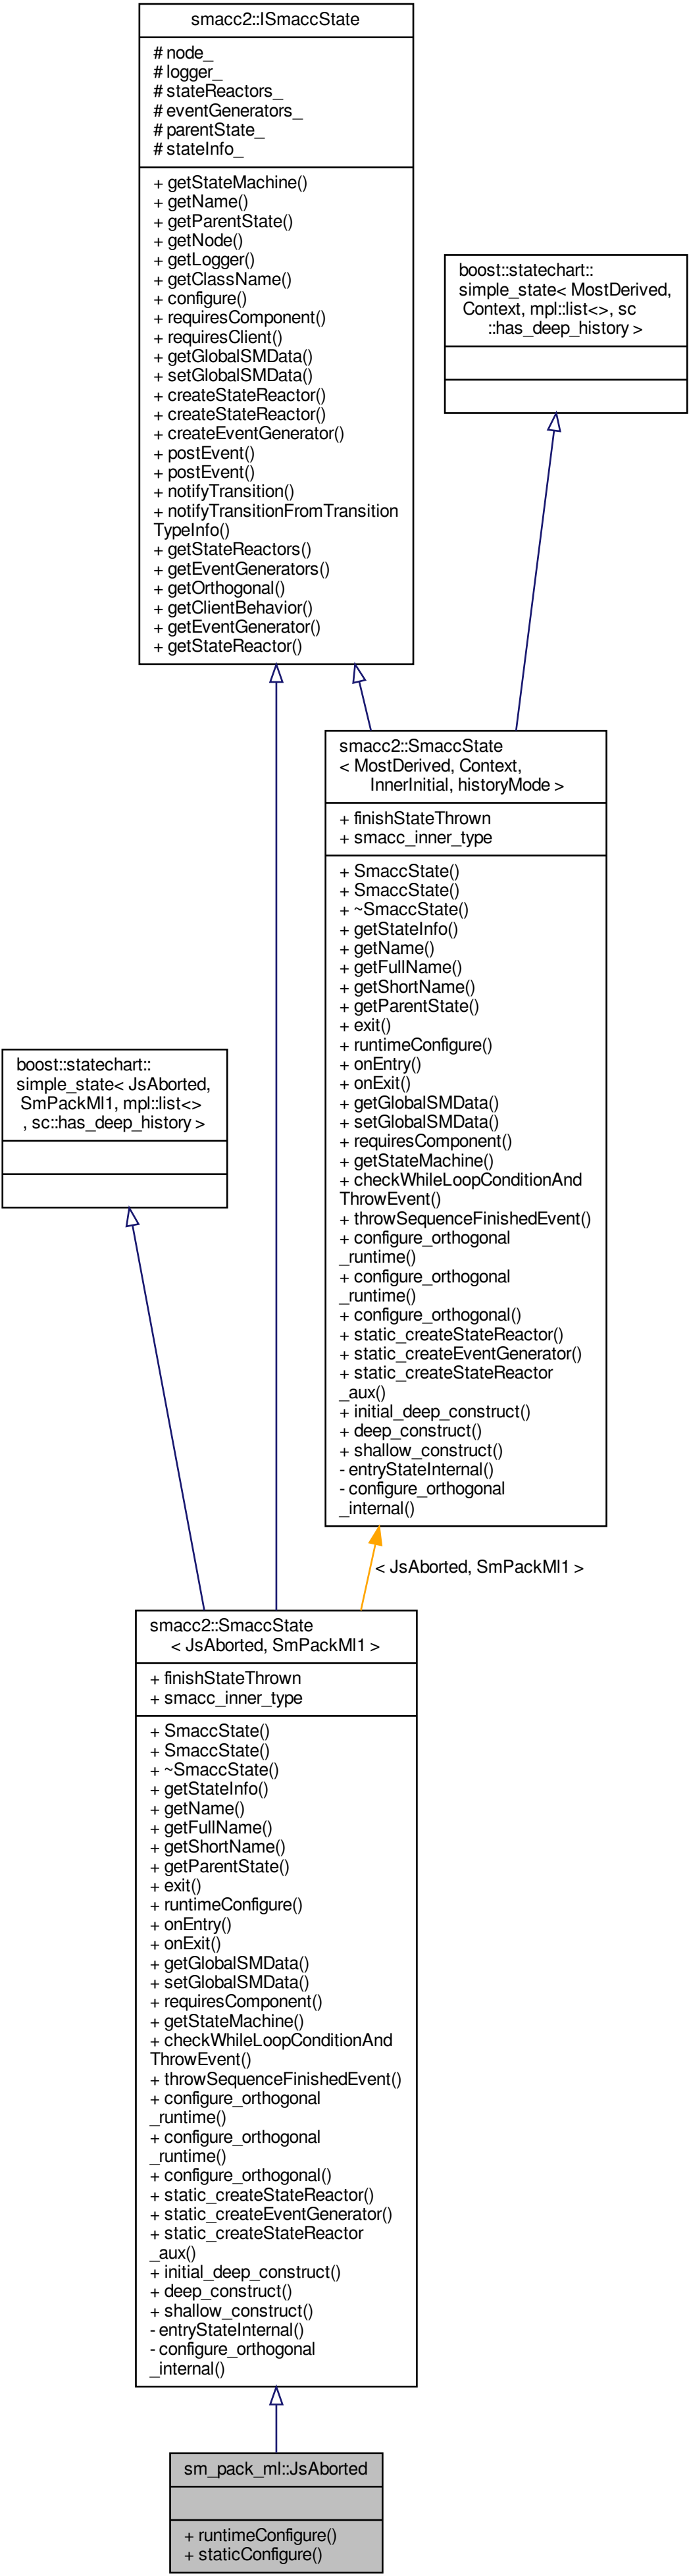 smacc2::ISmaccState
# node_
# logger_
# stateReactors_
# eventGenerators_
# parentState_
# stateInfo_
+ getStateMachine()
+ getName()
+ getParentState()
+ getNode()
+ getLogger()
+ getClassName()
+ configure()
+ requiresComponent()
+ requiresClient()
+ getGlobalSMData()
+ setGlobalSMData()
+ createStateReactor()
+ createStateReactor()
+ createEventGenerator()
+ postEvent()
+ postEvent()
+ notifyTransition()
+ notifyTransitionFromTransition
TypeInfo()
+ getStateReactors()
+ getEventGenerators()
+ getOrthogonal()
+ getClientBehavior()
+ getEventGenerator()
+ getStateReactor()
boost::statechart::
simple_state< MostDerived,
Context, mpl::list<>, sc
::has_deep_history >
smacc2::SmaccState
< MostDerived, Context,
InnerInitial, historyMode >
+ finishStateThrown
+ smacc_inner_type
+ SmaccState()
+ SmaccState()
+ ~SmaccState()
+ getStateInfo()
+ getName()
+ getFullName()
+ getShortName()
+ getParentState()
+ exit()
+ runtimeConfigure()
+ onEntry()
+ onExit()
+ getGlobalSMData()
+ setGlobalSMData()
+ requiresComponent()
+ getStateMachine()
+ checkWhileLoopConditionAnd
ThrowEvent()
+ throwSequenceFinishedEvent()
+ configure_orthogonal
_runtime()
+ configure_orthogonal
_runtime()
+ configure_orthogonal()
+ static_createStateReactor()
+ static_createEventGenerator()
+ static_createStateReactor
_aux()
+ initial_deep_construct()
+ deep_construct()
+ shallow_construct()
- entryStateInternal()
- configure_orthogonal
_internal()
boost::statechart::
simple_state< JsAborted,
SmPackMl1, mpl::list<>
, sc::has_deep_history >
< JsAborted, SmPackMl1 >
smacc2::SmaccState
< JsAborted, SmPackMl1 >
+ finishStateThrown
+ smacc_inner_type
+ SmaccState()
+ SmaccState()
+ ~SmaccState()
+ getStateInfo()
+ getName()
+ getFullName()
+ getShortName()
+ getParentState()
+ exit()
+ runtimeConfigure()
+ onEntry()
+ onExit()
+ getGlobalSMData()
+ setGlobalSMData()
+ requiresComponent()
+ getStateMachine()
+ checkWhileLoopConditionAnd
ThrowEvent()
+ throwSequenceFinishedEvent()
+ configure_orthogonal
_runtime()
+ configure_orthogonal
_runtime()
+ configure_orthogonal()
+ static_createStateReactor()
+ static_createEventGenerator()
+ static_createStateReactor
_aux()
+ initial_deep_construct()
+ deep_construct()
+ shallow_construct()
- entryStateInternal()
- configure_orthogonal
_internal()
sm_pack_ml::JsAborted
+ runtimeConfigure()
+ staticConfigure()